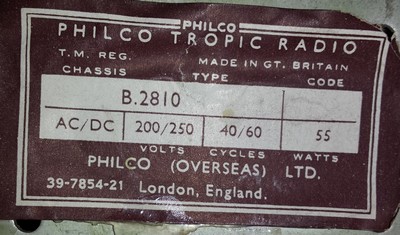 PHILCO
PHILCO TROPIC RADIO
T.M. REG. MADE IN GT. BRITAIN
CHASSIS TYPE CODE
B.2810
AC/DC 200/250 40/60 55
VOLTS CYCLES WATTS
PHILCO (OVERSEAS) LTD.
39-7854-21 London, England.